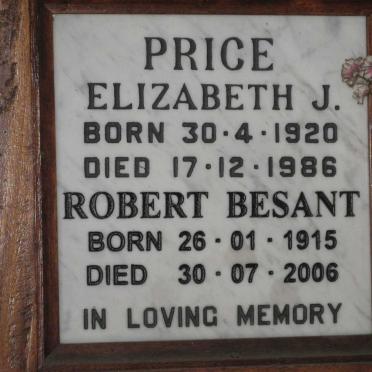 PRICE
ELIZABETH J.
BORN 30·4·1920
DIED 17·12·1986
ROBERT BESANT
BORN 26·01·1915
DIED 30·07·2006
IN LOVING MEMORY